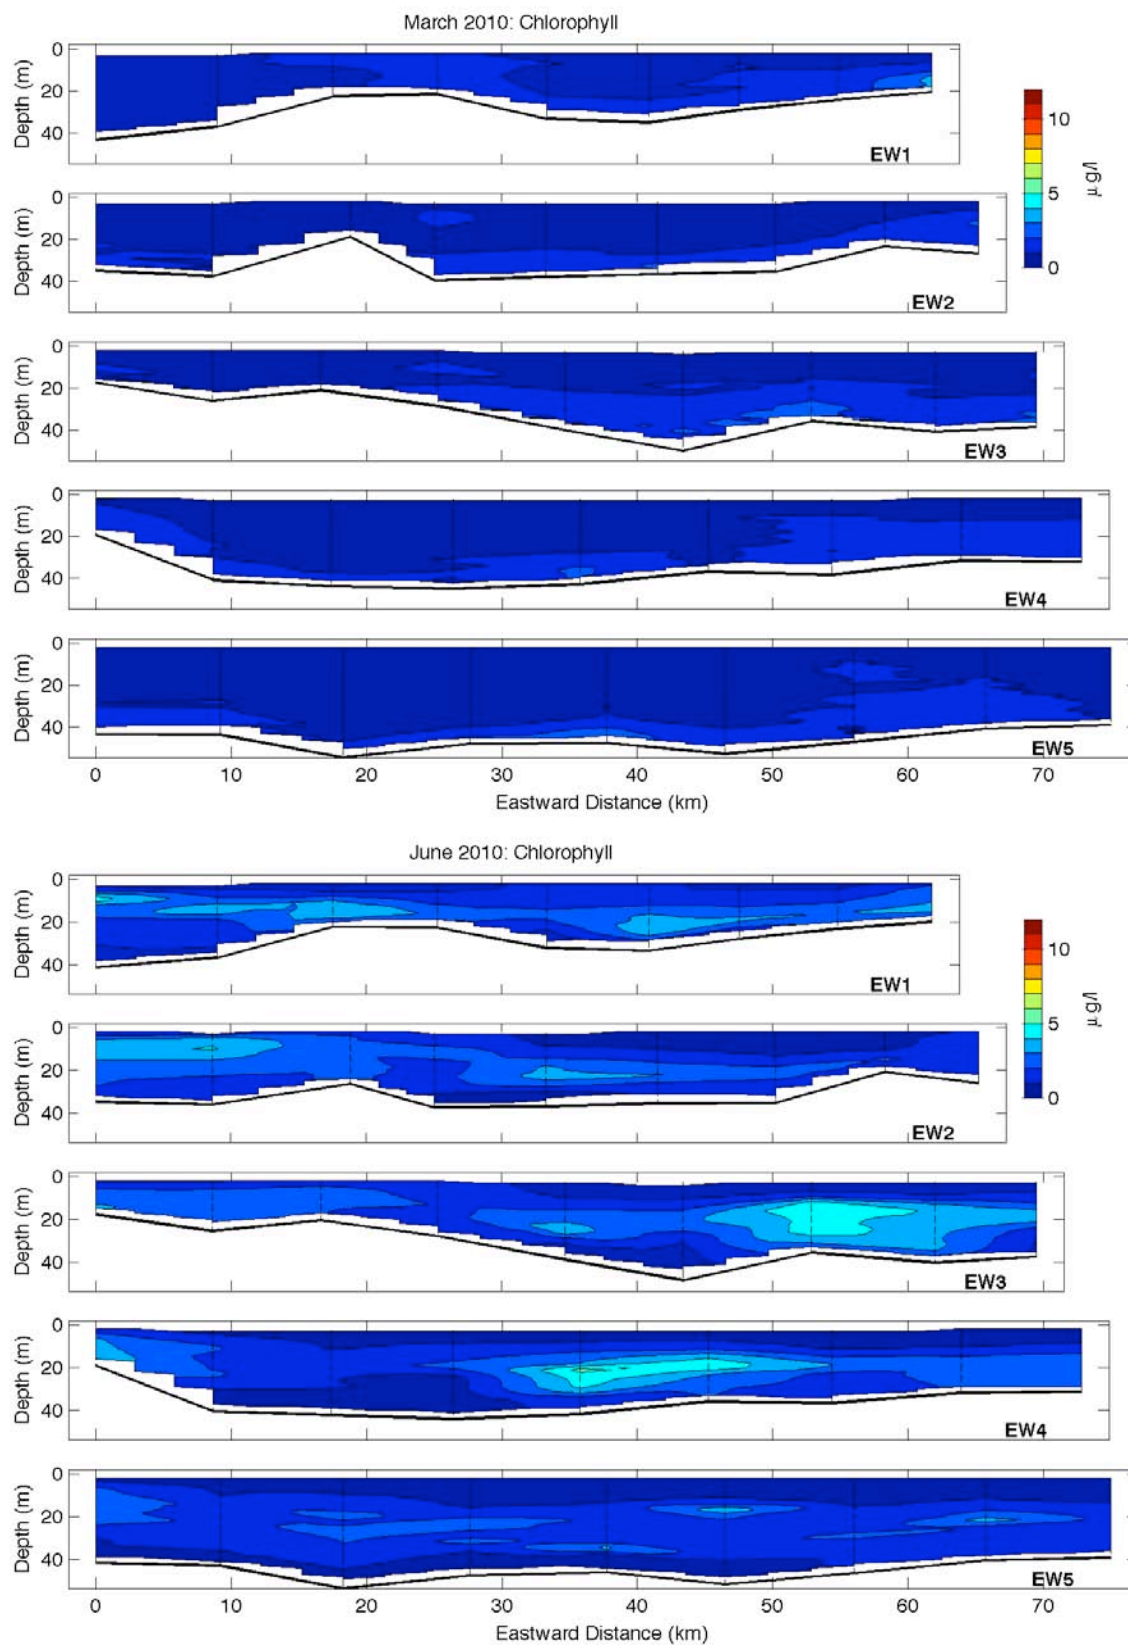 March 2010: Chlorophyll
0
20
40
Depth (m)
EW1
10
5
0
μ g/l
0
20
40
Depth (m)
EW2
0
20
40
Depth (m)
EW3
0
20
40
Depth (m)
EW4
0
20
40
Depth (m)
EW5
0 10 20 30 40 50 60 70
Eastward Distance (km)
June 2010: Chlorophyll
0
20
40
Depth (m)
EW1
10
5
0
μ g/l
0
20
40
Depth (m)
EW2
0
20
40
Depth (m)
EW3
0
20
40
Depth (m)
EW4
0
20
40
Depth (m)
EW5
0 10 20 30 40 50 60 70
Eastward Distance (km)